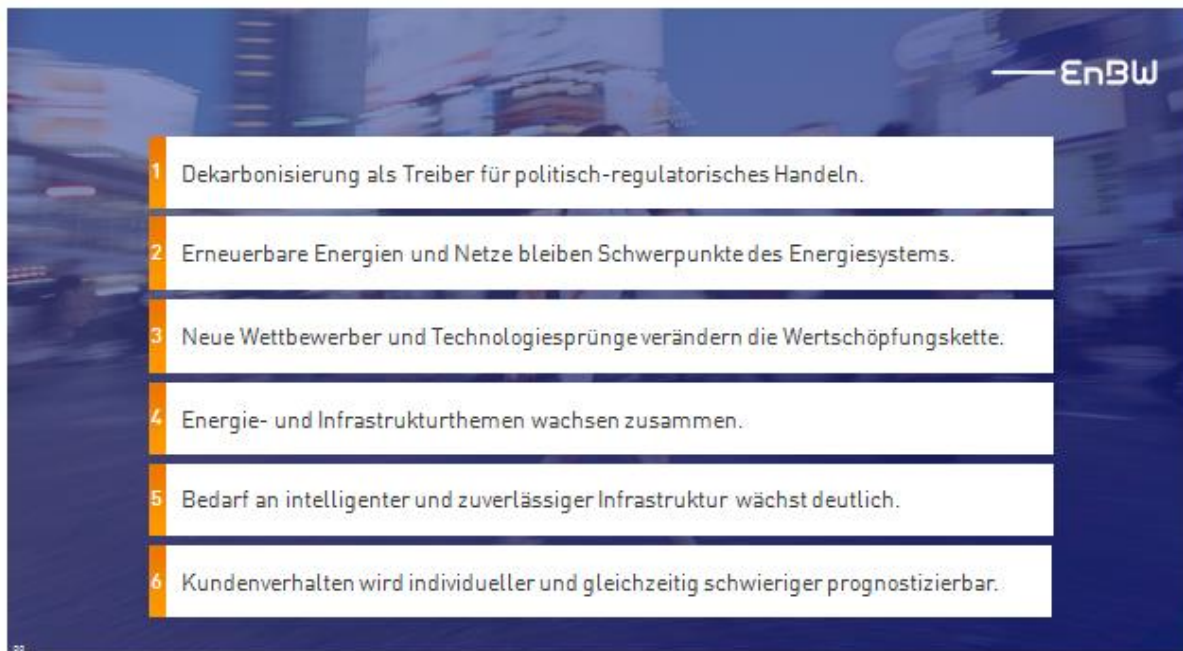 EnBW
1 Dekarbonisierung als Treiber für politisch-regulatorisches Handeln.
2 Erneuerbare Energien und Netze bleiben Schwerpunkte des Energiesystems.
3 Neue Wettbewerber und Technologiesprünge verändern die Wertschöpfungskette.
4 Energie- und Infrastrukturthemen wachsen zusammen.
5 Bedarf an intelligenter und zuverlässiger Infrastruktur wächst deutlich.
6 Kundenverhalten wird individueller und gleichzeitig schwieriger prognostizierbar.